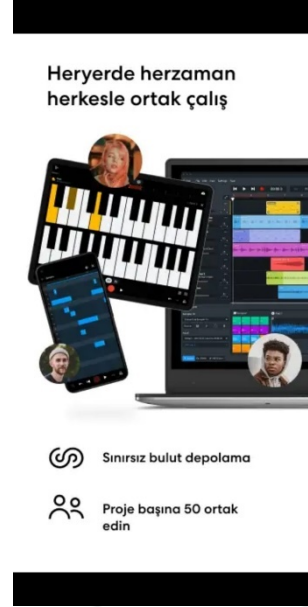 Heryerde herzaman
herkesle ortak çalış
Sınırsız bulut depolama
Proje başına 50 ortak
edin